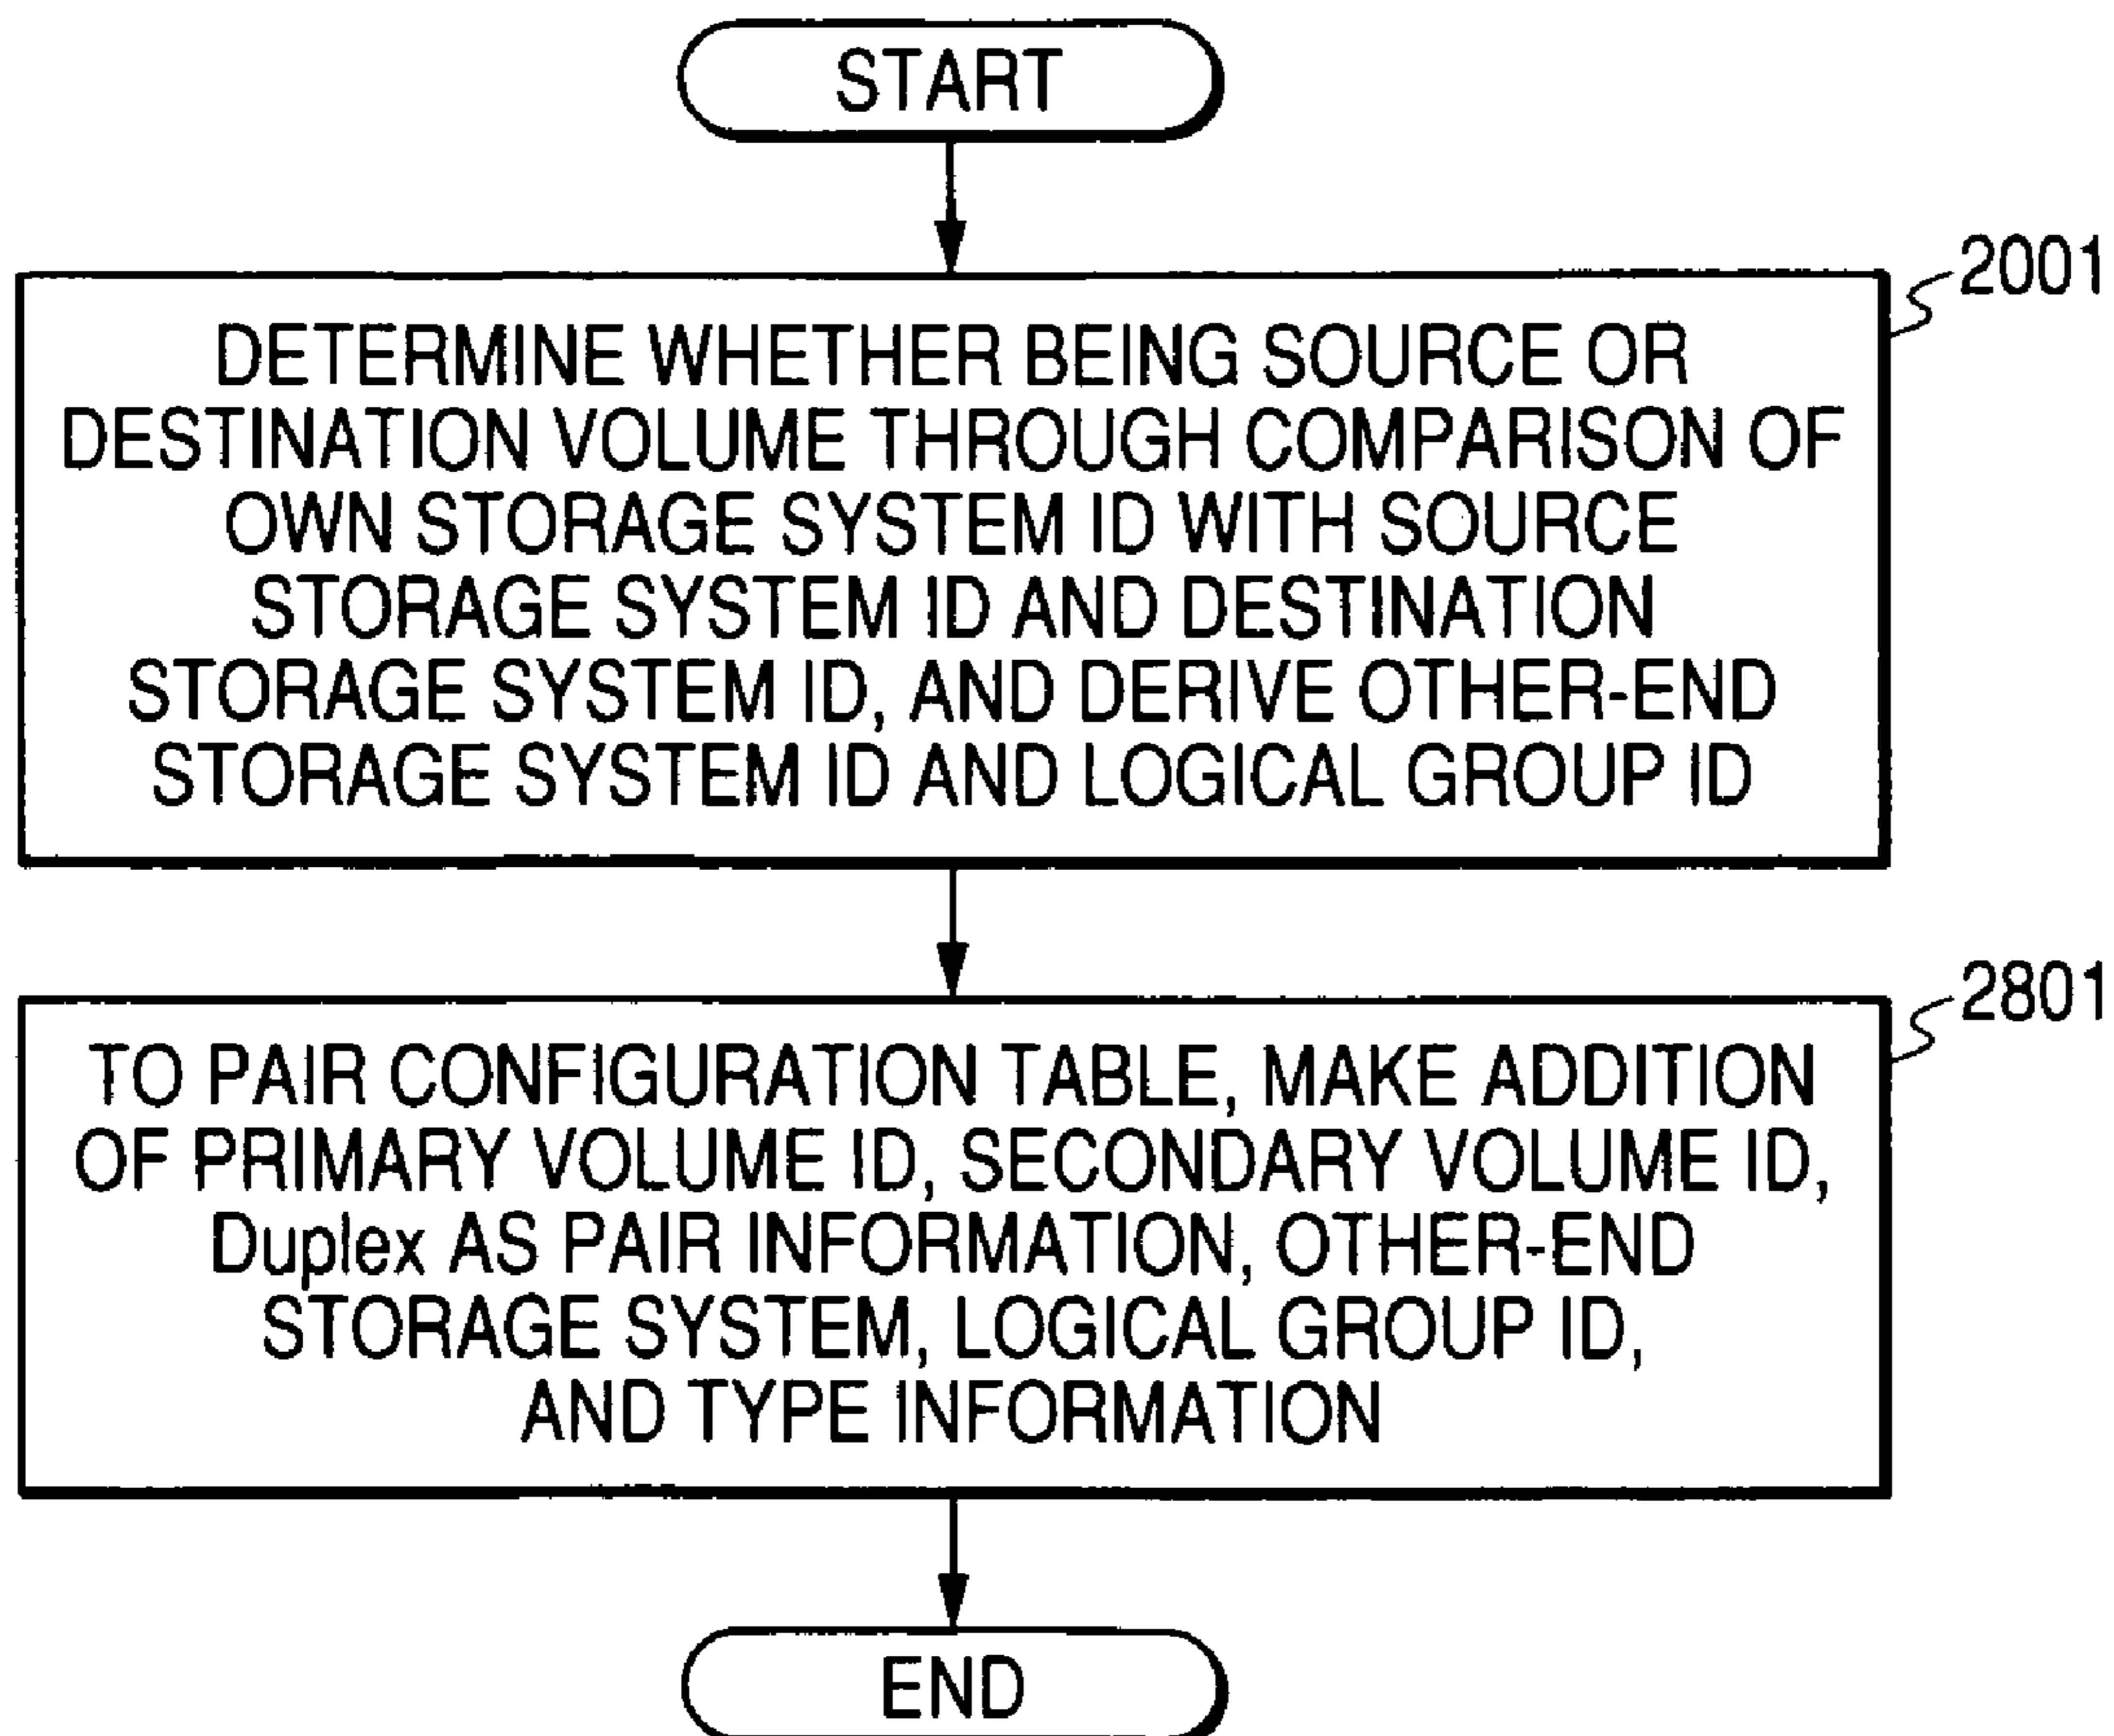 START
2001
DETERMINE WHETHER BEING SOURCE OR
DESTINATION VOLUME THROUGH COMPARISON OF
OWN STORAGE SYSTEM ID WITH SOURCE
STORAGE SYSTEM ID AND DESTINATION
STORAGE SYSTEM ID, AND DERIVE OTHER-END
STORAGE SYSTEM ID AND LOGICAL GROUP ID
2801
TO PAIR CONFIGURATION TABLE, MAKE ADDITION
OF PRIMARY VOLUME ID, SECONDARY VOLUME ID,
Duplex AS PAIR INFORMATION, OTHER-END
STORAGE SYSTEM, LOGICAL GROUP ID,
AND TYPE INFORMATION
END